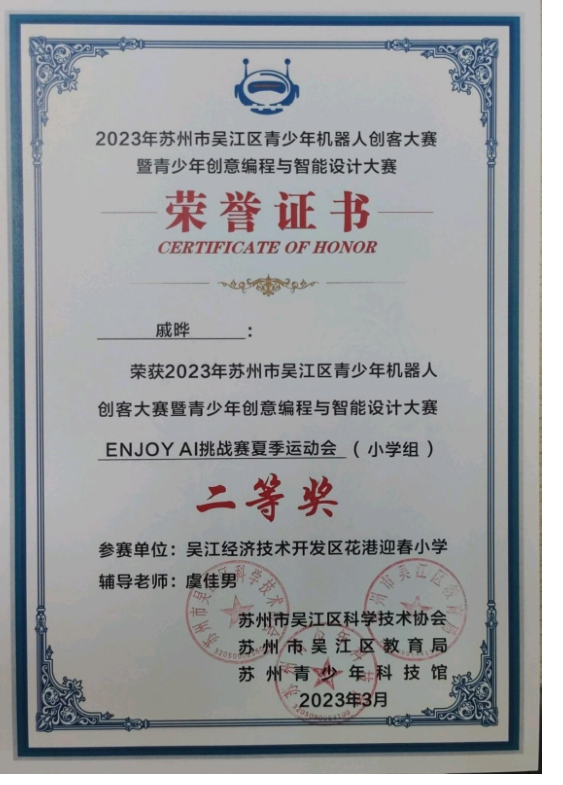 2023年苏州市吴江区青少年机器人创客大赛
暨青少年创意编程与智能设计大赛
荣誉证书
CERTIFICATE OF HONOR
戚晔：
荣获2023年苏州市吴江区青少年机器人
创客大赛暨青少年创意编程与智能设计大赛
ENJOY AI挑战赛夏季运动会（小学组）
二等奖
参赛单位：吴江经济技术开发区花港迎春小学
辅导老师：虞佳男
苏州市吴江区科学技术协会
苏州市吴江区教育局
苏州青少年科技馆
2023年3月